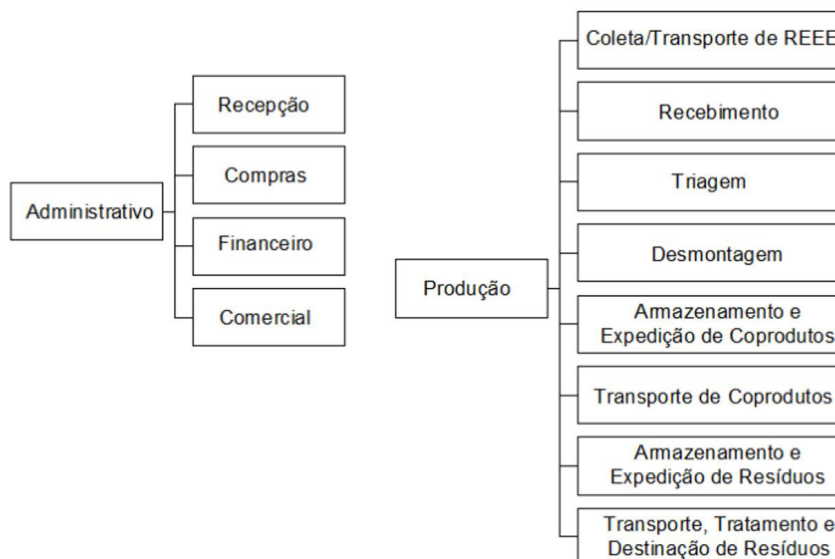 Administrativo
Recepção
Compras
Financeiro
Comercial
Produção
Coleta/Transporte de REEE
Recebimento
Triagem
Desmontagem
Armazenamento e
Expedição de Coprodutos
Transporte de Coprodutos
Armazenamento e
Expedição de Resíduos
Transporte, Tratamento e
Destinação de Resíduos